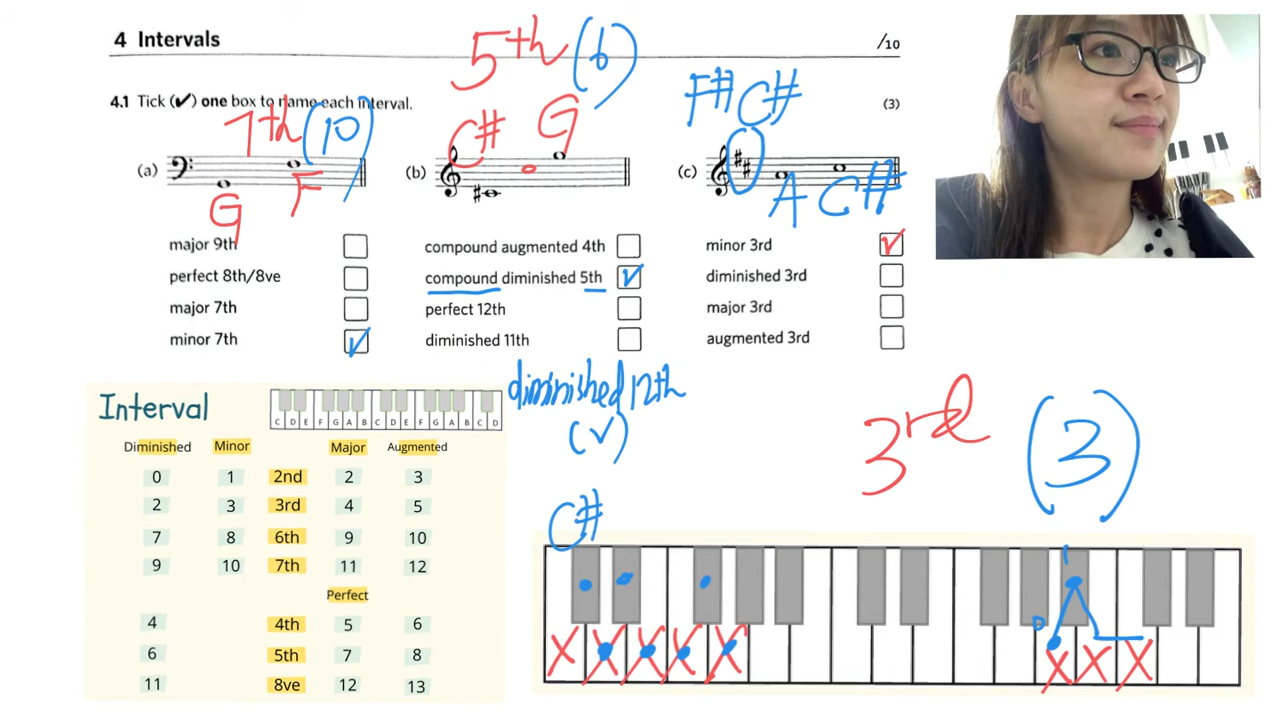 4 Intervals
/10
5th (6)
4.1 Tick (✔) one box to name each interval.
(3)
7th (10)
C# G
F# C#
(a)
(b)
(c)
G F
A C#
major 9th
perfect 8th/8ve
major 7th
minor 7th
compound augmented 4th
compound diminished 5th
perfect 12th
diminished 11th
minor 3rd
diminished 3rd
major 3rd
augmented 3rd
diminished 12th
(✓)
3rd (3)
Interval
C D E F G A B C D E F G A B C D
Diminished Minor Major Augmented
0 1 2nd 2 3
2 3 3rd 4 5
7 8 6th 9 10
9 10 7th 11 12
Perfect
4 4th 5 6
6 5th 7 8
11 8ve 12 13
C#
0 1
X X X X X X X X